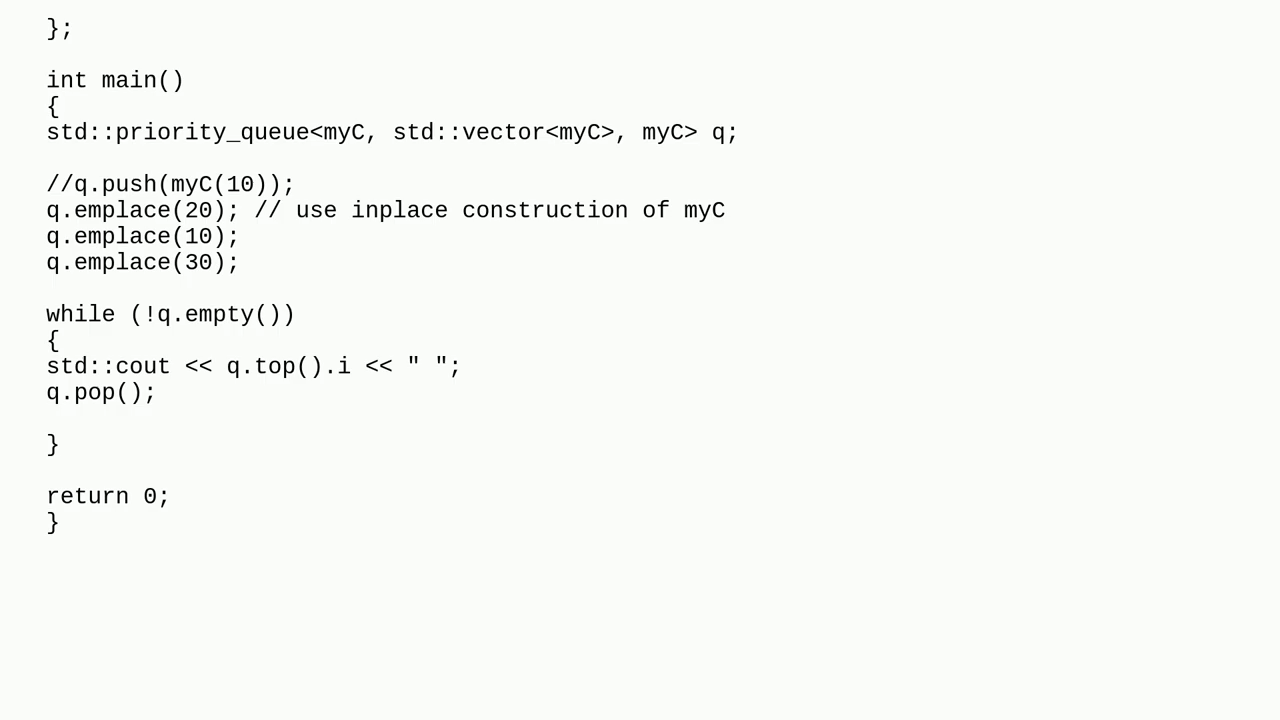 };
int main()
{
std::priority_queue<myC, std::vector<myC>, myC> q;
//q.push(myC(10));
q.emplace(20); // use inplace construction of myC
q.emplace(10);
q.emplace(30);
while (!q.empty())
{
std::cout << q.top().i << " ";
q.pop();
}
return 0;
}